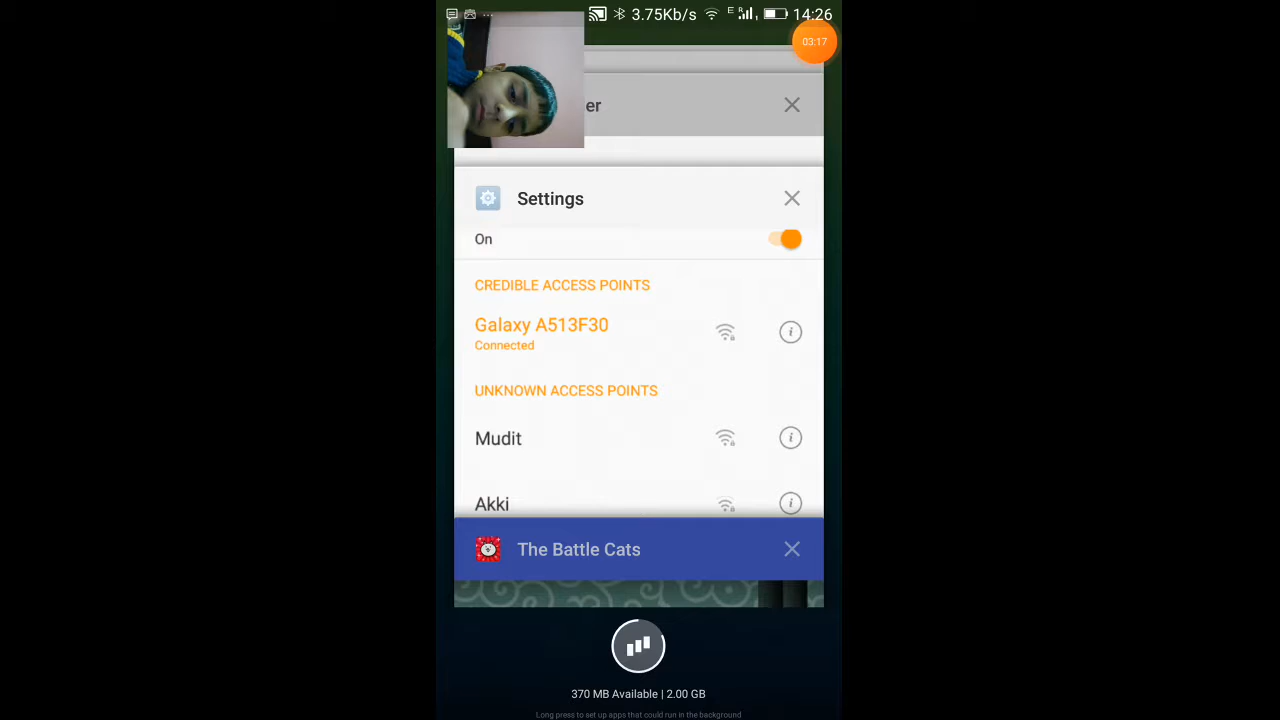 3.75Kb/s E R 1 14:26
03:17
er
Settings
On
CREDIBLE ACCESS POINTS
Galaxy A513F30
Connected
UNKNOWN ACCESS POINTS
Mudit
Akki
The Battle Cats
370 MB Available | 2.00 GB
Long press to set up apps that could run in the background